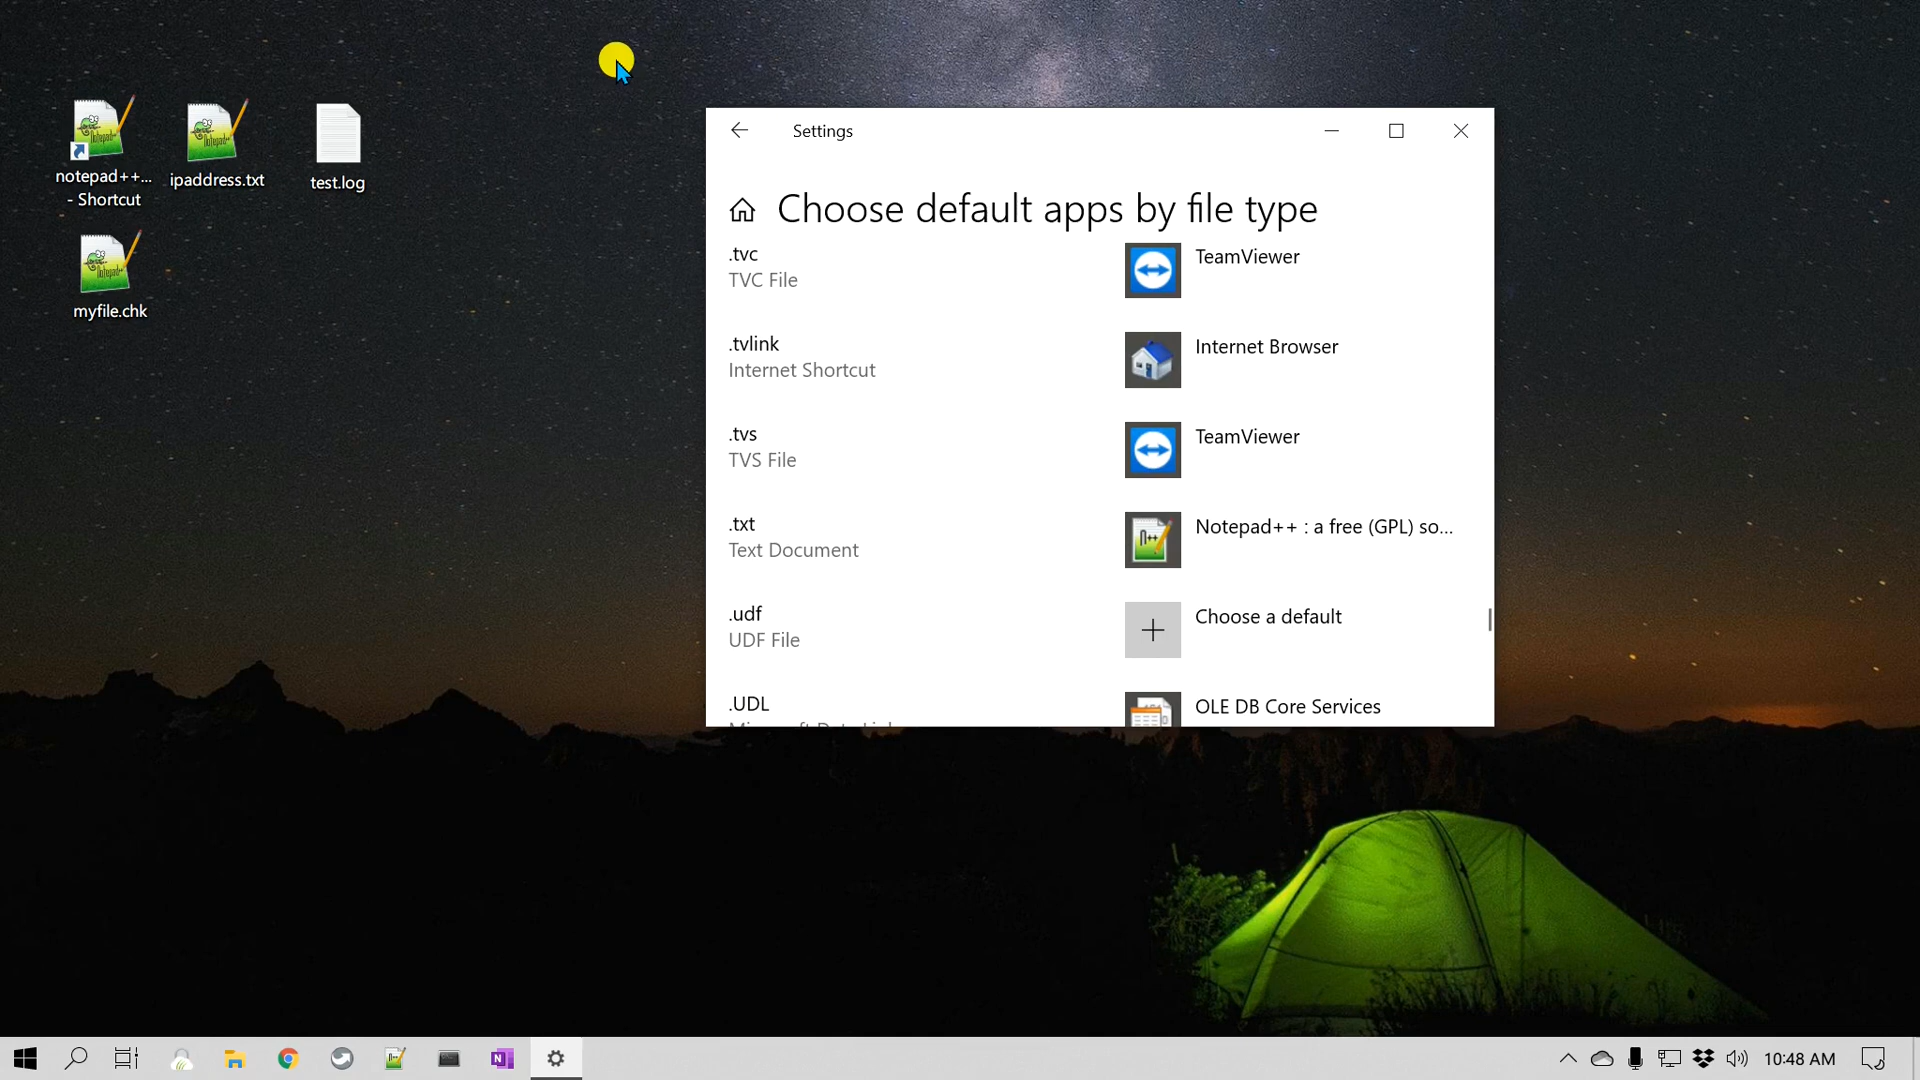 notepad++...
- Shortcut
ipaddress.txt
test.log
myfile.chk
Settings
Choose default apps by file type
.tvc
TVC File
TeamViewer
.tvlink
Internet Shortcut
Internet Browser
.tvs
TVS File
TeamViewer
.txt
Text Document
Notepad++ : a free (GPL) so...
.udf
UDF File
Choose a default
.UDL
OLE DB Core Services
10:48 AM